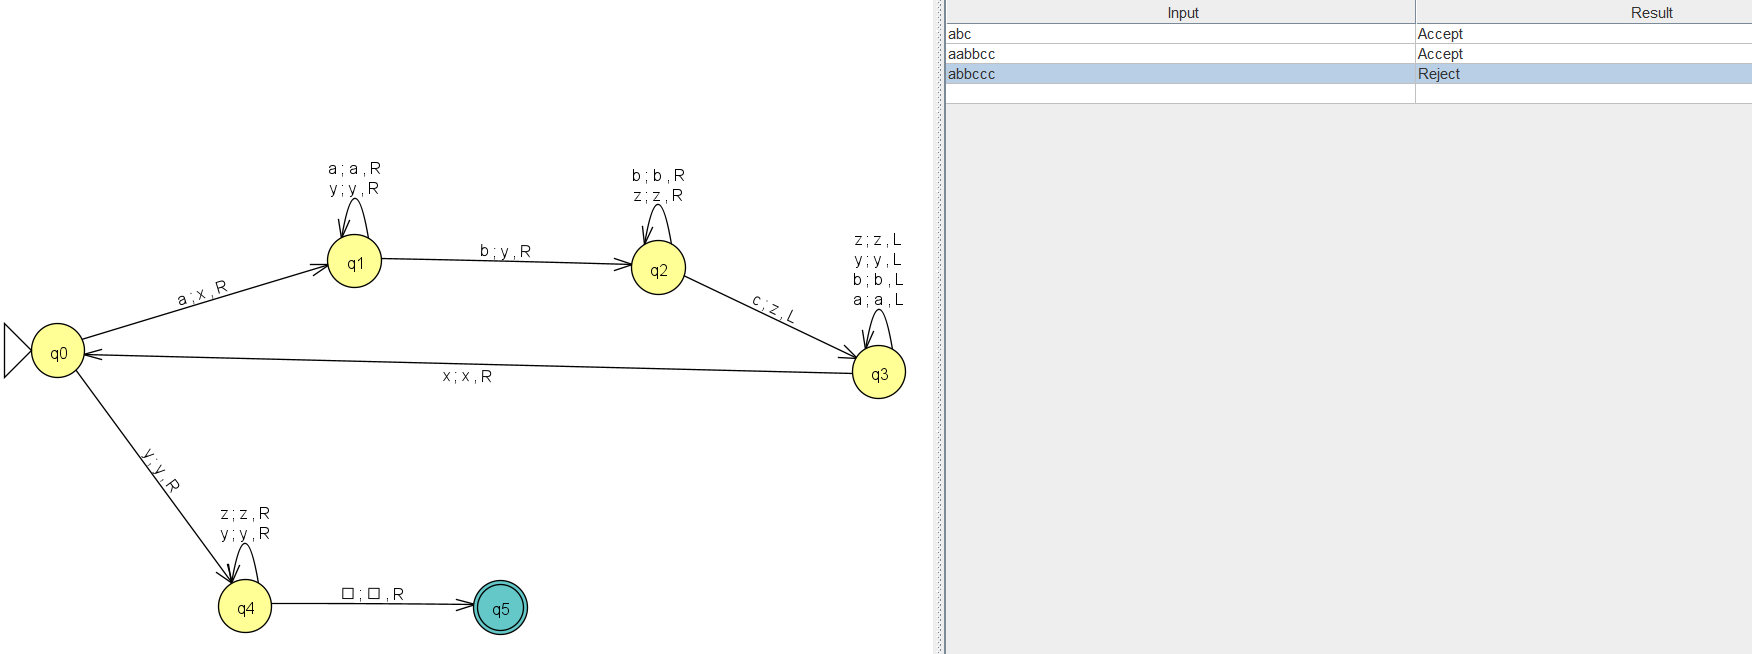 a ; a , R
y ; y , R
b ; b , R
z ; z , R
z ; z , L
y ; y , L
b ; b , L
a ; a , L
q1
b ; y , R
q2
a ; x , R
c ; z , L
q0
x ; x , R
q3
y ; y , R
z ; z , R
y ; y , R
q4
□ ; □ , R
q5
Input Result
abc Accept
aabbcc Accept
abbccc Reject